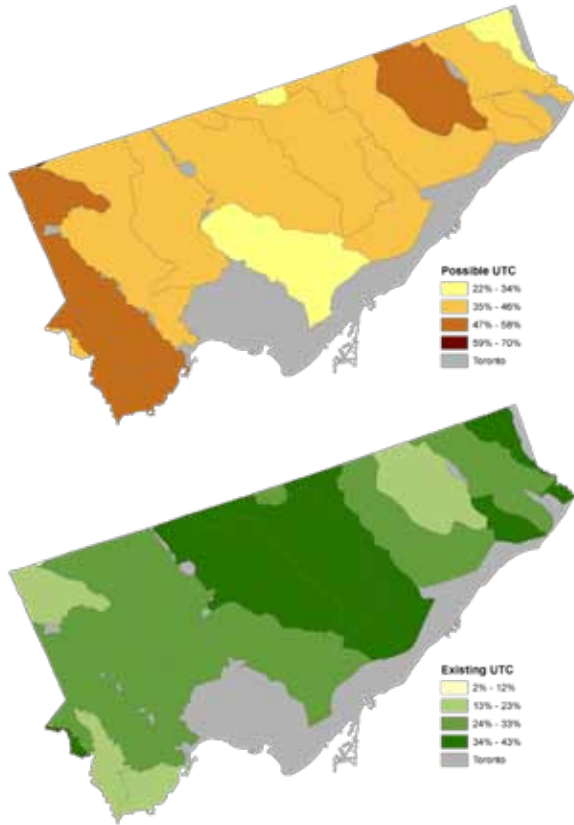 Possible UTC
22% - 34%
35% - 46%
47% - 58%
59% - 70%
Toronto
Existing UTC
2% - 12%
13% - 23%
24% - 33%
34% - 43%
Toronto